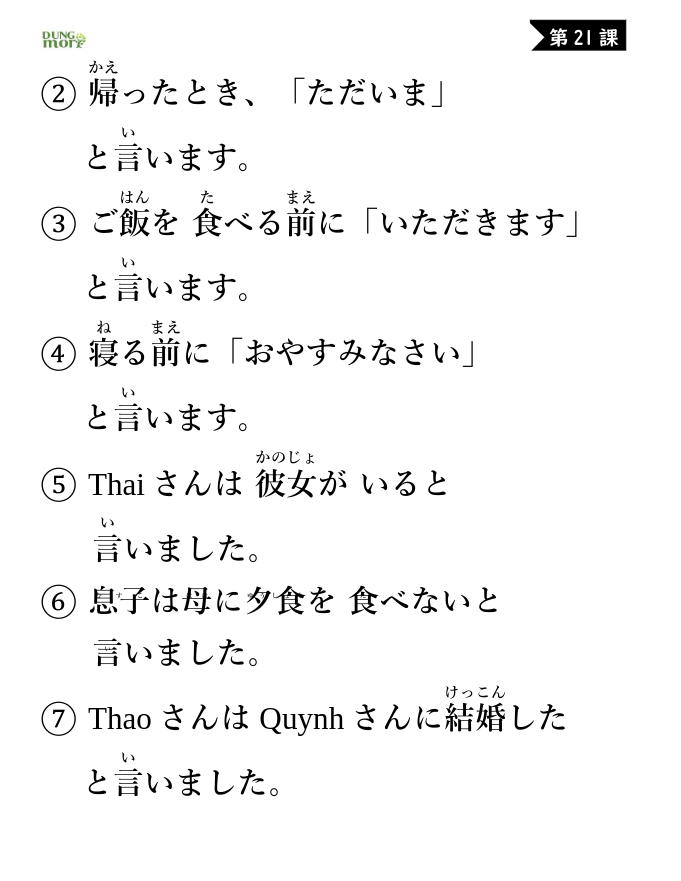 DUNG
mori
第21課
かえ
② 帰ったとき、「ただいま」
い
と言います。
はん た まえ
③ ご飯を 食べる前に「いただきます」
い
と言います。
ね まえ
④ 寝る前に「おやすみなさい」
い
と言います。
かのじょ
⑤ Thai さんは 彼女が いると
い
言いました。
⑥ 息子は母に夕食を 食べないと
言いました。
けっこん
⑦ Thao さんは Quynh さんに結婚した
い
と言いました。